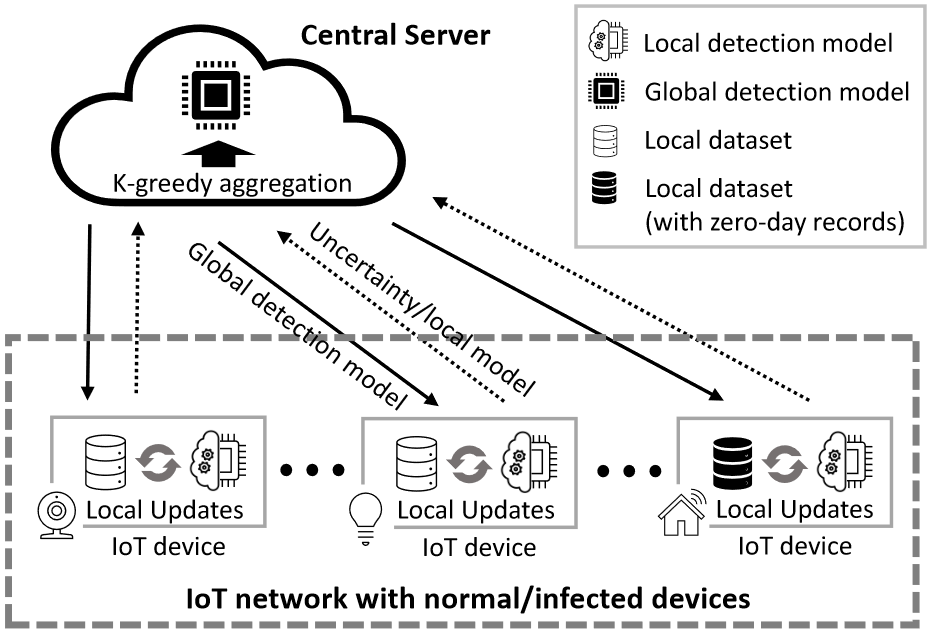 Central Server
K-greedy aggregation
Local detection model
Global detection model
Local dataset
Local dataset
(with zero-day records)
Global detection model
Uncertainty/local model
Local Updates
IoT device
Local Updates
IoT device
Local Updates
IoT device
IoT network with normal/infected devices